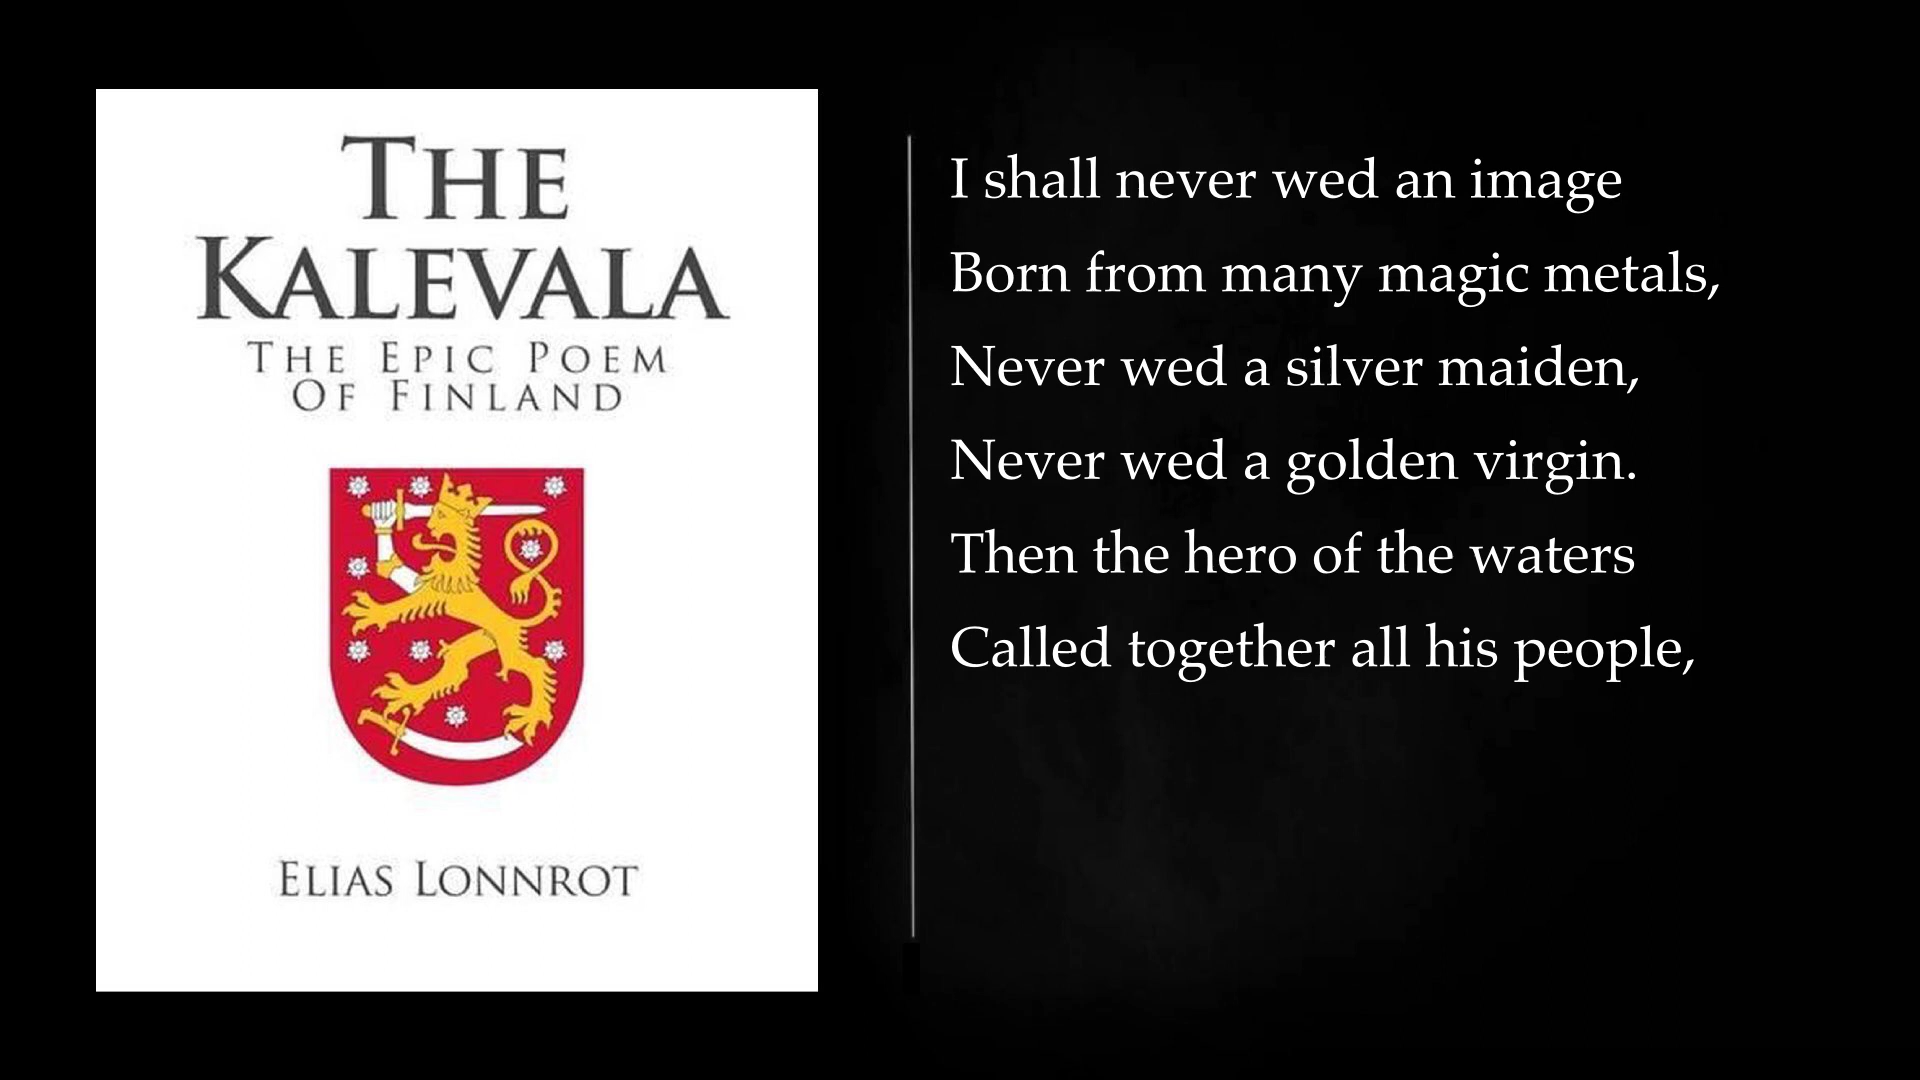 THE
KALEVALA
THE EPIC POEM
OF FINLAND
ELIAS LONNROT
I shall never wed an image
Born from many magic metals,
Never wed a silver maiden,
Never wed a golden virgin.
Then the hero of the waters
Called together all his people,